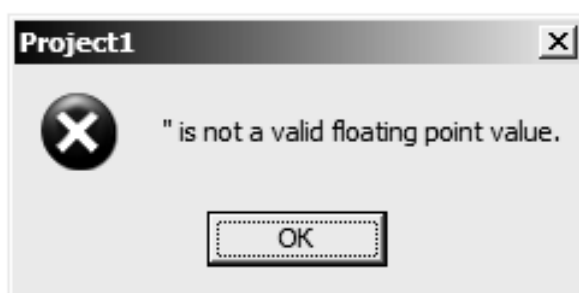 Project1
'' is not a valid floating point value.
OK